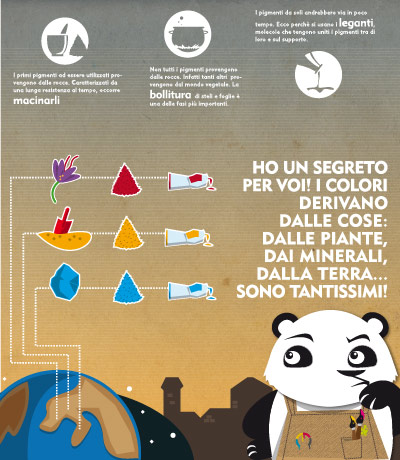 I primi pigmenti ad essere utilizzati pro-
vengono dalle rocce. Caratterizzati da
una lunga resistenza al tempo, occorre
macinarli
Non tutti i pigmenti provengono
dalle rocce. Infatti tanti altri pro-
vengono dal mondo vegetale. La
bollitura di steli e foglie è
una delle fasi più importanti.
I pigmenti da soli andrebbero via in poco
tempo. Ecco perché si usano i leganti,
molecole che tengono uniti i pigmenti tra di
loro e sul supporto.
HO UN SEGRETO
PER VOI! I COLORI
DERIVANO
DALLE COSE:
DALLE PIANTE,
DAI MINERALI,
DALLA TERRA...
SONO TANTISSIMI!